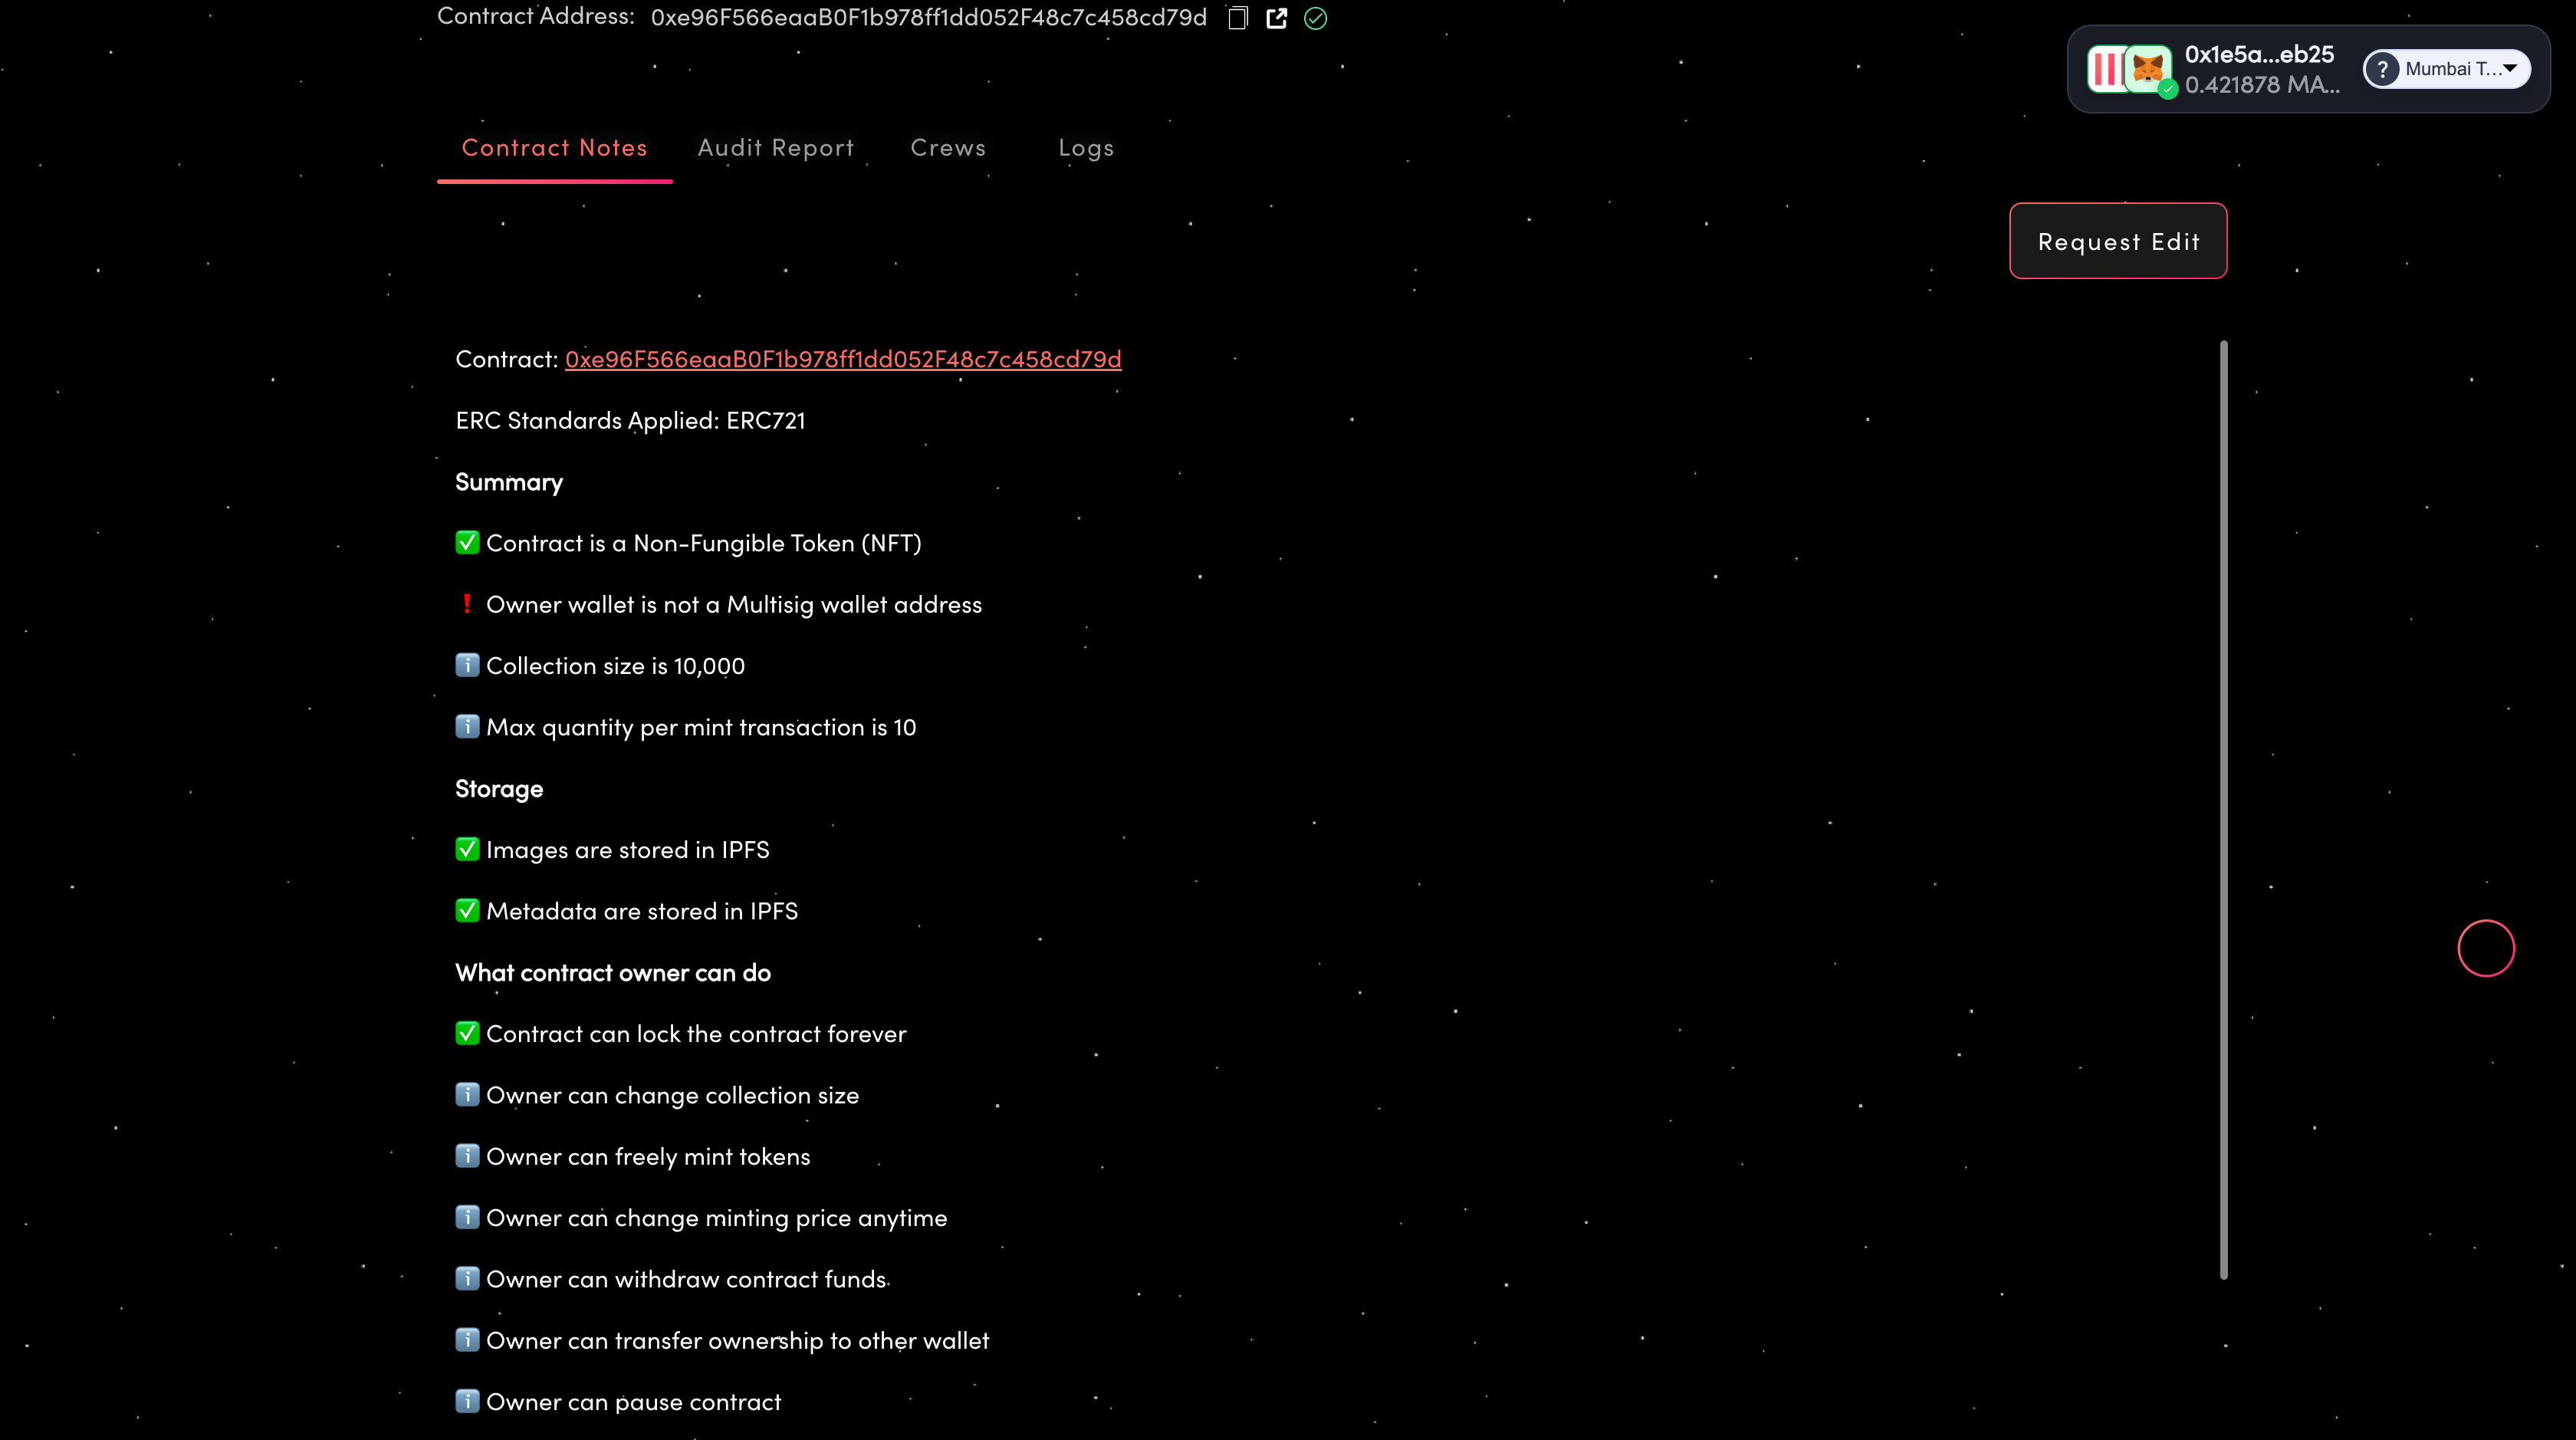 Contract Address: 0xe96F566eaaB0F1b978ff1dd052F48c7c458cd79d
0x1e5a...eb25
0.421878 MA...
? Mumbai T...
Contract Notes Audit Report Crews Logs
Request Edit
Contract: 0xe96F566eaaB0F1b978ff1dd052F48c7c458cd79d
ERC Standards Applied: ERC721
Summary
✅ Contract is a Non-Fungible Token (NFT)
❗ Owner wallet is not a Multisig wallet address
ℹ️ Collection size is 10,000
ℹ️ Max quantity per mint transaction is 10
Storage
✅ Images are stored in IPFS
✅ Metadata are stored in IPFS
What contract owner can do
✅ Contract can lock the contract forever
ℹ️ Owner can change collection size
ℹ️ Owner can freely mint tokens
ℹ️ Owner can change minting price anytime
ℹ️ Owner can withdraw contract funds
ℹ️ Owner can transfer ownership to other wallet
ℹ️ Owner can pause contract